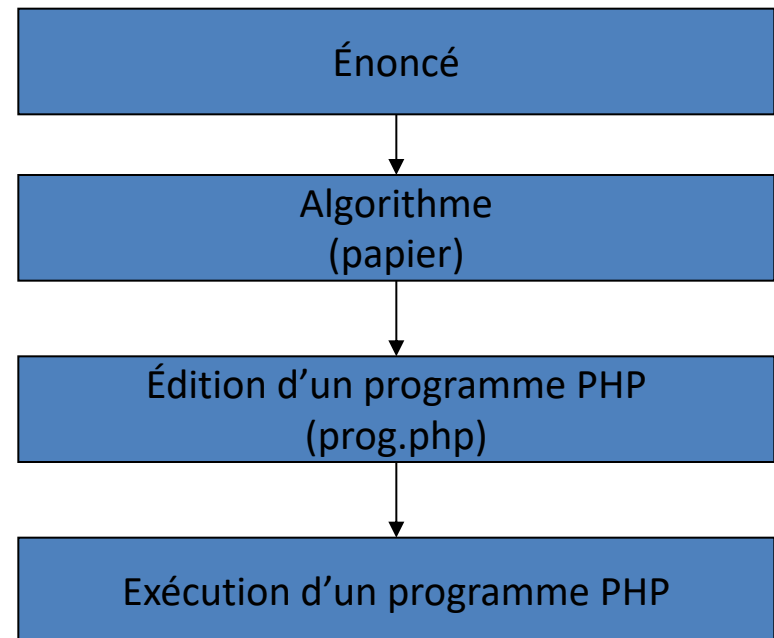 Énoncé
Algorithme
(papier)
Édition d’un programme PHP
(prog.php)
Exécution d’un programme PHP